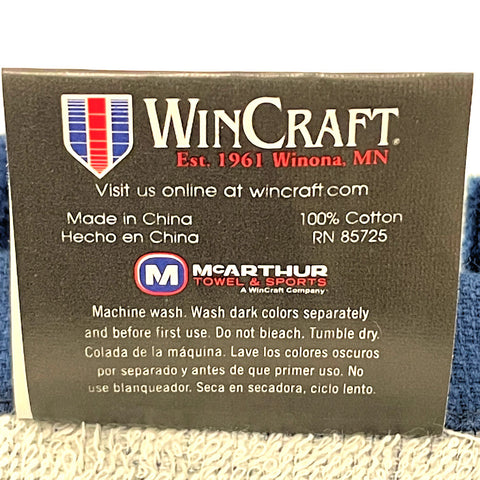 WINCRAFT®
Est. 1961 Winona, MN
Visit us online at wincraft.com
Made in China 100% Cotton
Hecho en China RN 85725
M McARTHUR
TOWEL & SPORTS
A WinCraft Company
Machine wash. Wash dark colors separately
and before first use. Do not bleach. Tumble dry.
Colada de la máquina. Lave los colores oscuros
por separado y antes de que primer uso. No
use blanqueador. Seca en secadora, ciclo lento.